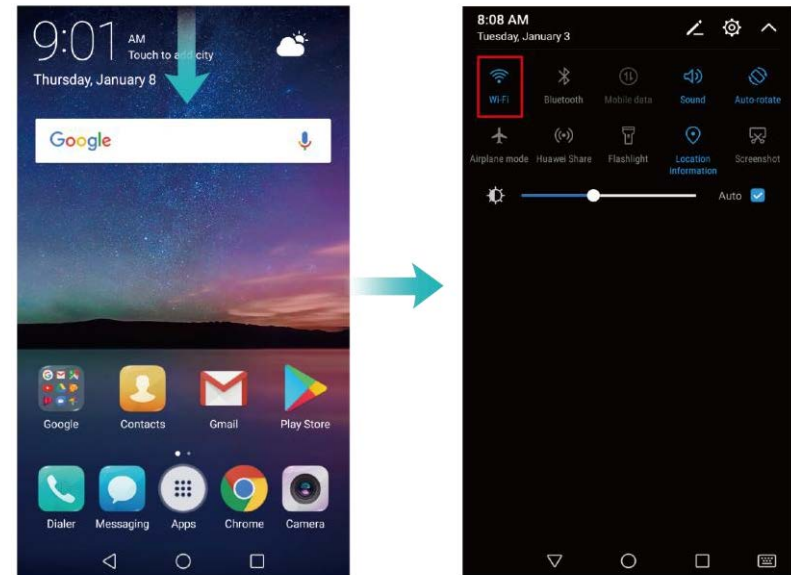 9:01 AM
Touch to add city
Thursday, January 8
Google
Google
Contacts
Gmail
Play Store
Dialer
Messaging
Apps
Chrome
Camera
8:08 AM
Tuesday, January 3
Wi-Fi
Bluetooth
Mobile data
Sound
Auto-rotate
Airplane mode
Huawei Share
Flashlight
Location
information
Screenshot
Auto